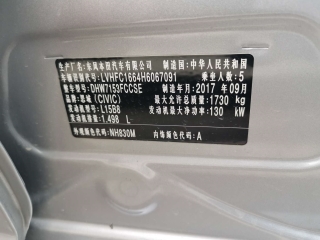 生产厂名: 东风本田汽车有限公司 制造国: 中华人民共和国
车辆识别代号: LVHFC1664H6067091 乘坐人数: 5
整车型号: DHW7153FCCSE 制造年月: 2017 年 09月
品牌: 思域 (CIVIC) 最大允许总质量: 1730 kg
发动机型号: L15B8 发动机最大净功率: 130 kW
发动机排量: 1,498 L
外观颜色代码: NH830M 内饰颜色代码: A